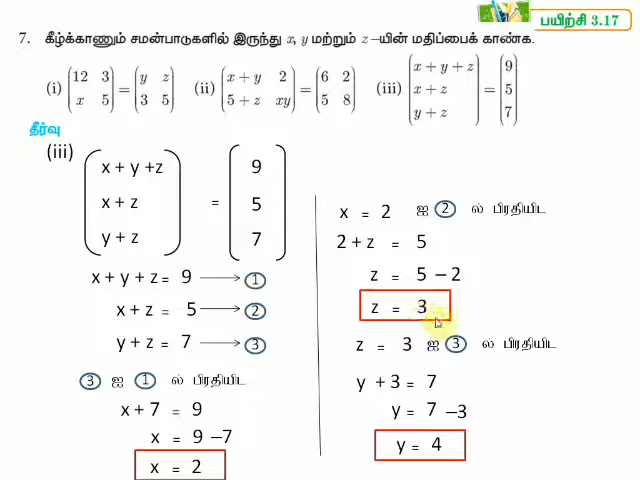 பயிற்சி 3.17
7. கீழ்க்காணும் சமன்பாடுகளில் இருந்து x, y மற்றும் z –யின் மதிப்பைக் காண்க.
(i) (12 3 x 5) = (y z 3 5) (ii) (x + y 2 5 + z xy) = (6 2 5 8) (iii) (x + y + z x + z y + z) = (9 5 7)
தீர்வு
(iii) (x + y +z x + z y + z) = (9 5 7)
x + y + z = 9 → 1
x + z = 5 → 2
y + z = 7 → 3
3 ஐ 1 ல் பிரதியிட
x + 7 = 9
x = 9 –7
x = 2
x = 2 ஐ 2 ல் பிரதியிட
2 + z = 5
z = 5 – 2
z = 3
z = 3 ஐ 3 ல் பிரதியிட
y + 3 = 7
y = 7 –3
y = 4